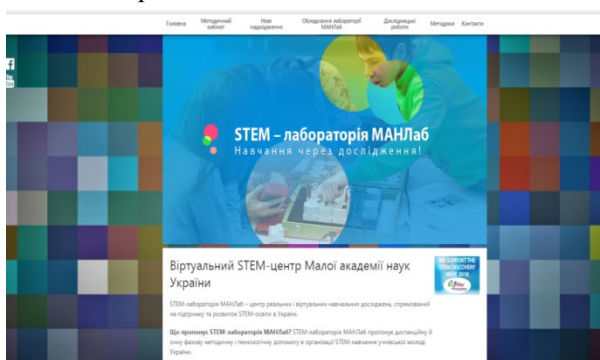 Головна
Методичний кабінет
Нові надходження
Обладнання лабораторії МАНЛаб
Дослідницькі роботи
Методики
Контакти
STEM – лабораторія МАНЛаб
Навчання через дослідження!
Віртуальний STEM-центр Малої академії наук
України
WE SUPPORT THE
STEM DISCOVERY
WEEK 2018
STEM-лабораторія МАНЛаб – центр реальних і віртуальних навчальних досліджень, спрямований
на підтримку та розвиток STEM-освіти в Україні.
Що пропонує STEM-лабораторія МАНЛаб? STEM-лабораторія МАНЛаб пропонує дистанційну й
очну фахову методичну і технологічну допомогу в організації STEM-навчання учнівської молоді
України.